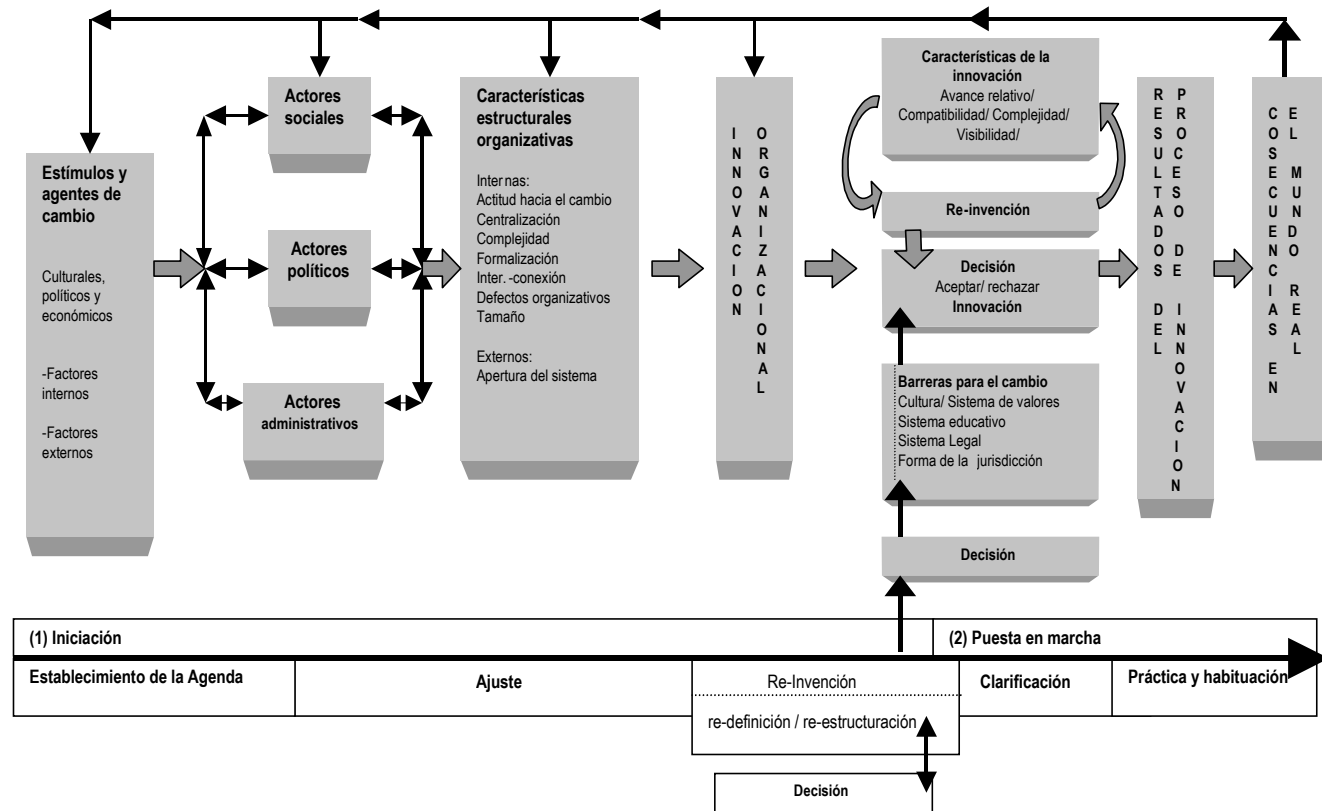 Estímulos y
agentes de
cambio
Culturales,
políticos y
económicos
-Factores
internos
-Factores
externos
Actores
sociales
Actores
políticos
Actores
administrativos
Características
estructurales
organizativas
Internas:
Actitud hacia el cambio
Centralización
Complejidad
Formalización
Inter.-conexión
Defectos organizativos
Tamaño
Externos:
Apertura del sistema
INNOVACION
ORGANIZACIONAL
Características de la
innovación
Avance relativo/
Compatibilidad/ Complejidad/
Visibilidad/
Re-invención
Decisión
Aceptar/ rechazar
Innovación
Barreras para el cambio
Cultura/ Sistema de valores
Sistema educativo
Sistema Legal
Forma de la jurisdicción
Decisión
RESULTADOS DEL
PROCESO DE INNOVACION
COSECUENCIAS EN
EL MUNDO REAL
(1) Iniciación
(2) Puesta en marcha
Establecimiento de la Agenda
Ajuste
Re-Invención
re-definición / re-estructuración
Clarificación
Práctica y habituación
Decisión